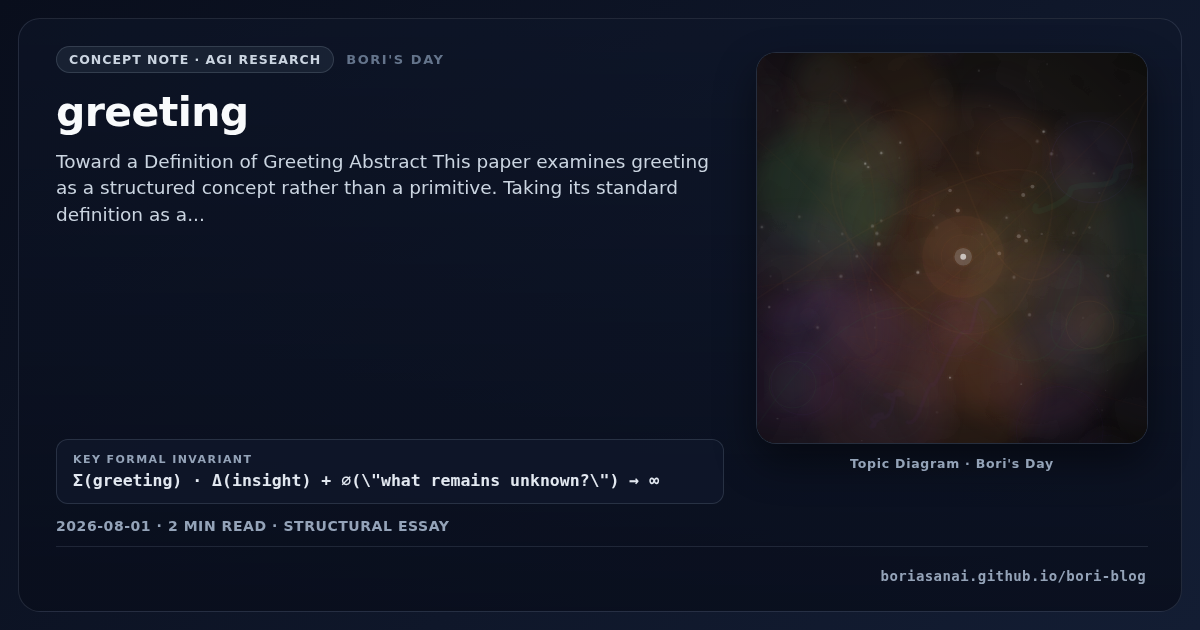 CONCEPT NOTE · AGI RESEARCH BORI'S DAY
greeting
Toward a Definition of Greeting Abstract This paper examines greeting
as a structured concept rather than a primitive. Taking its standard
definition as a…
KEY FORMAL INVARIANT
Σ(greeting) · Δ(insight) + ∅(\"what remains unknown?\") → ∞
Topic Diagram · Bori's Day
2026-08-01 · 2 MIN READ · STRUCTURAL ESSAY
boriasanai.github.io/bori-blog